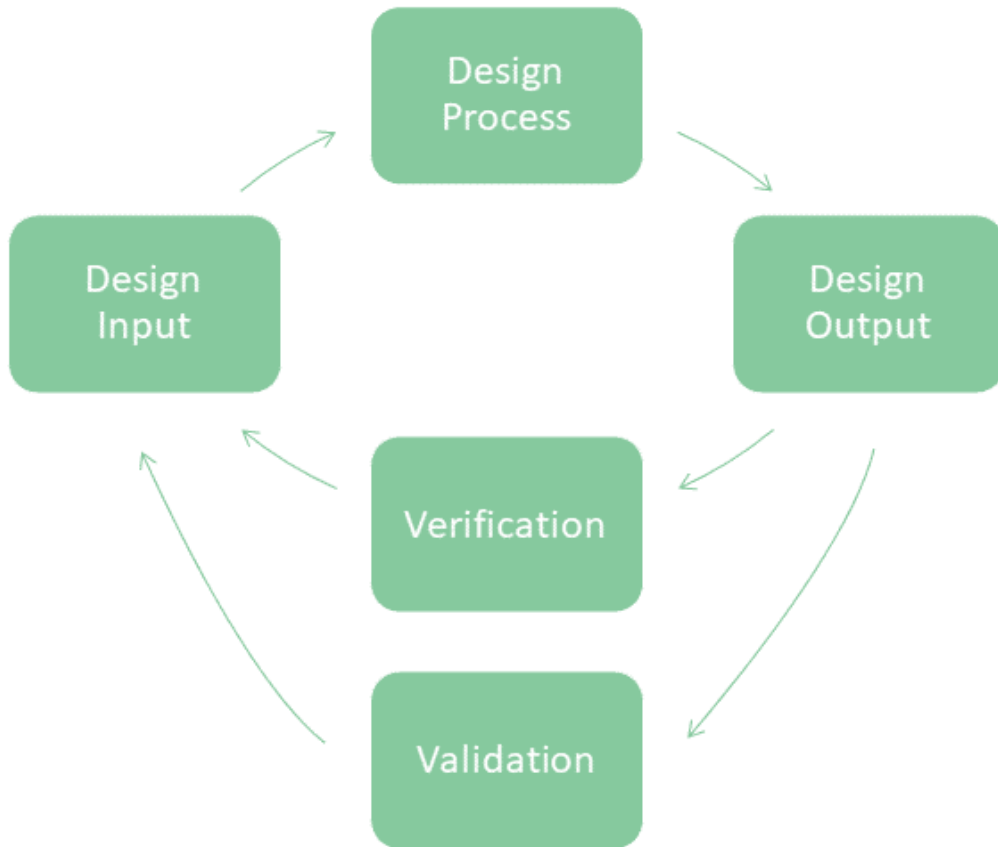 Design
Process
Design
Input
Design
Output
Verification
Validation